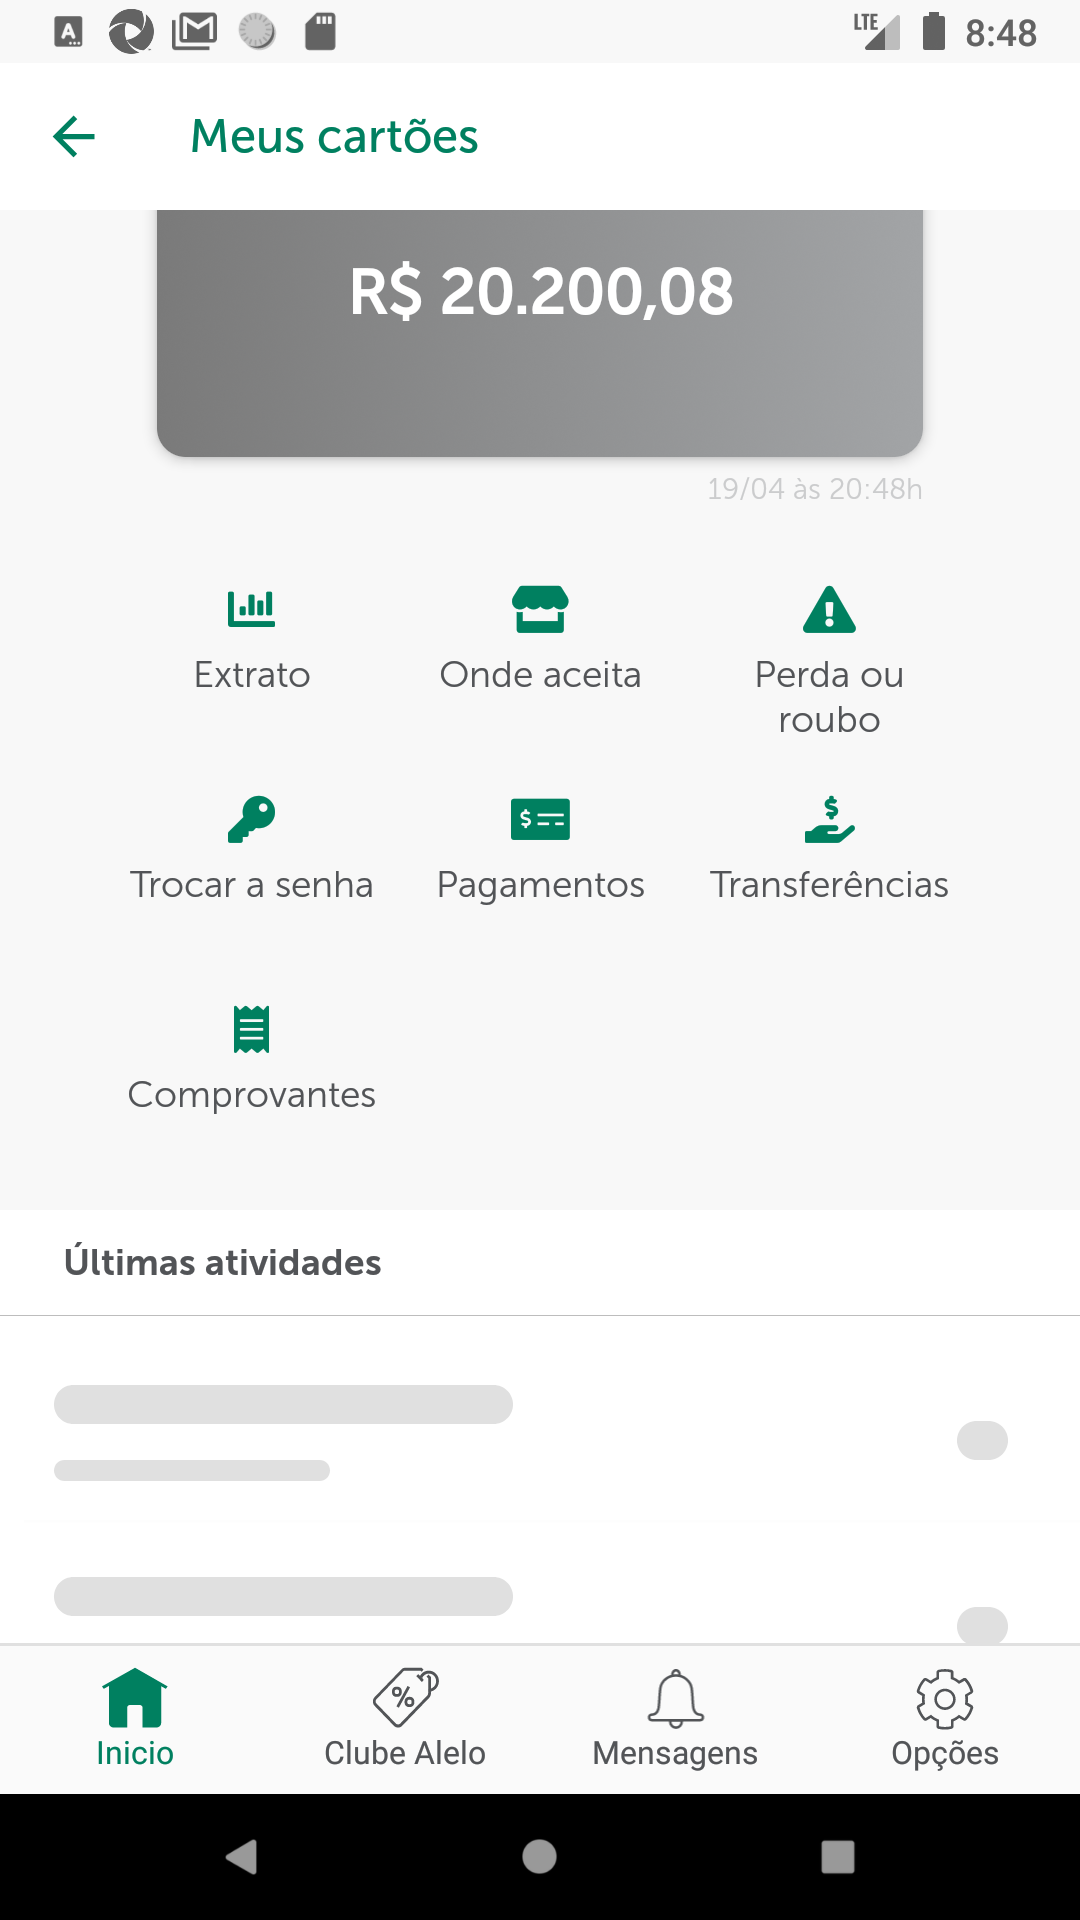 LTE 8:48
Meus cartões
R$ 20.200,08
19/04 às 20:48h
Extrato
Onde aceita
Perda ou
roubo
Trocar a senha
Pagamentos
Transferências
Comprovantes
Últimas atividades
Inicio
Clube Alelo
Mensagens
Opções